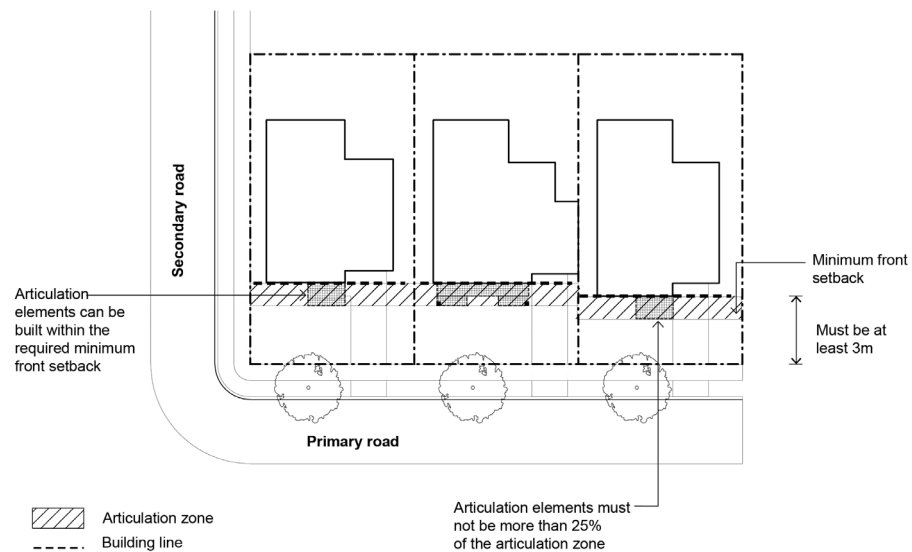 Secondary road
Articulation
elements can be
built within the
required minimum
front setback
Minimum front
setback
Must be at
least 3m
Primary road
Articulation elements must
not be more than 25%
of the articulation zone
Articulation zone
Building line